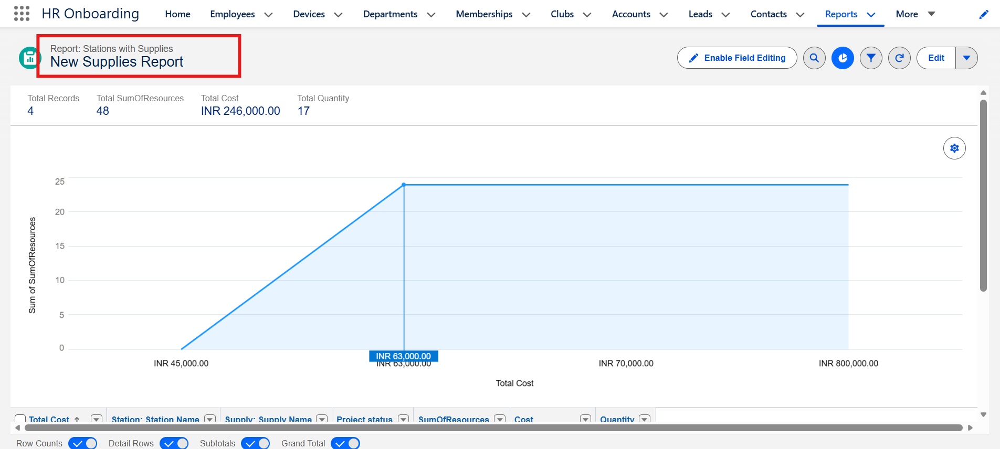 HR Onboarding Home Employees Devices Departments Memberships Clubs Accounts Leads Contacts Reports More
Report: Stations with Supplies
New Supplies Report
Enable Field Editing Edit
Total Records Total SumOfResources Total Cost Total Quantity
4 48 INR 246,000.00 17
25
20
15
10
5
0
Sum of SumOfResources
INR 63,000.00
INR 45,000.00 INR 63,000.00 INR 70,000.00 INR 800,000.00
Total Cost
Total Cost Station: Station Name Supply: Supply Name Project status SumOfResources Cost Quantity
Row Counts Detail Rows Subtotals Grand Total